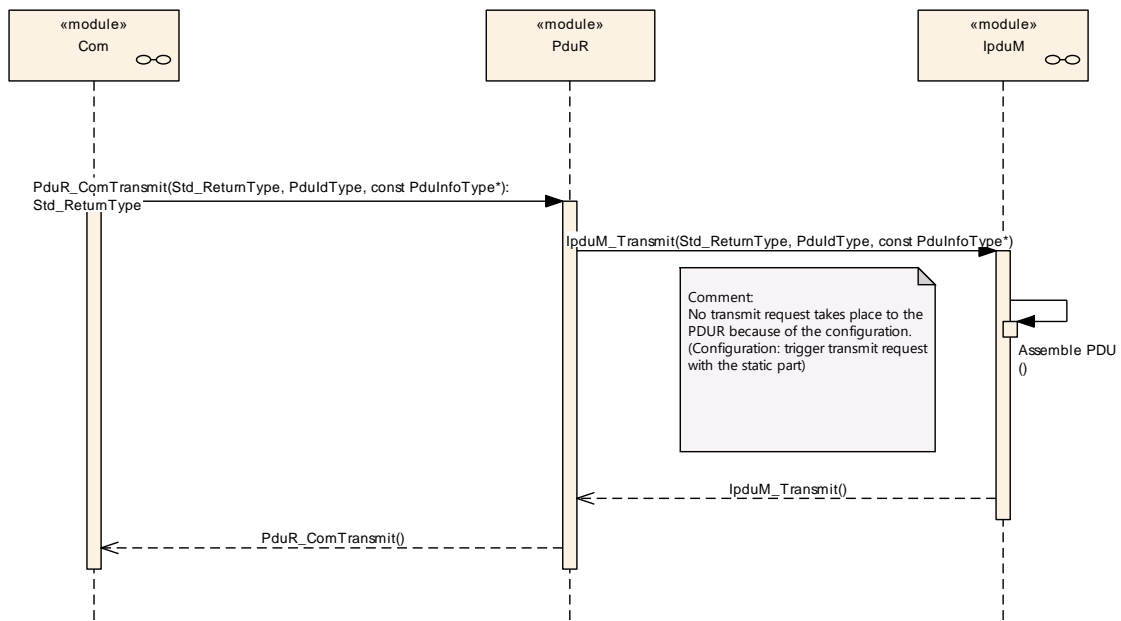 «module»
Com
«module»
PduR
«module»
IpduM
PduR_ComTransmit(Std_ReturnType, PduIdType, const PduInfoType*):
Std_ReturnType
IpduM_Transmit(Std_ReturnType, PduIdType, const PduInfoType*)
Comment:
No transmit request takes place to the
PDUR because of the configuration.
(Configuration: trigger transmit request
with the static part)
Assemble PDU
()
IpduM_Transmit()
PduR_ComTransmit()